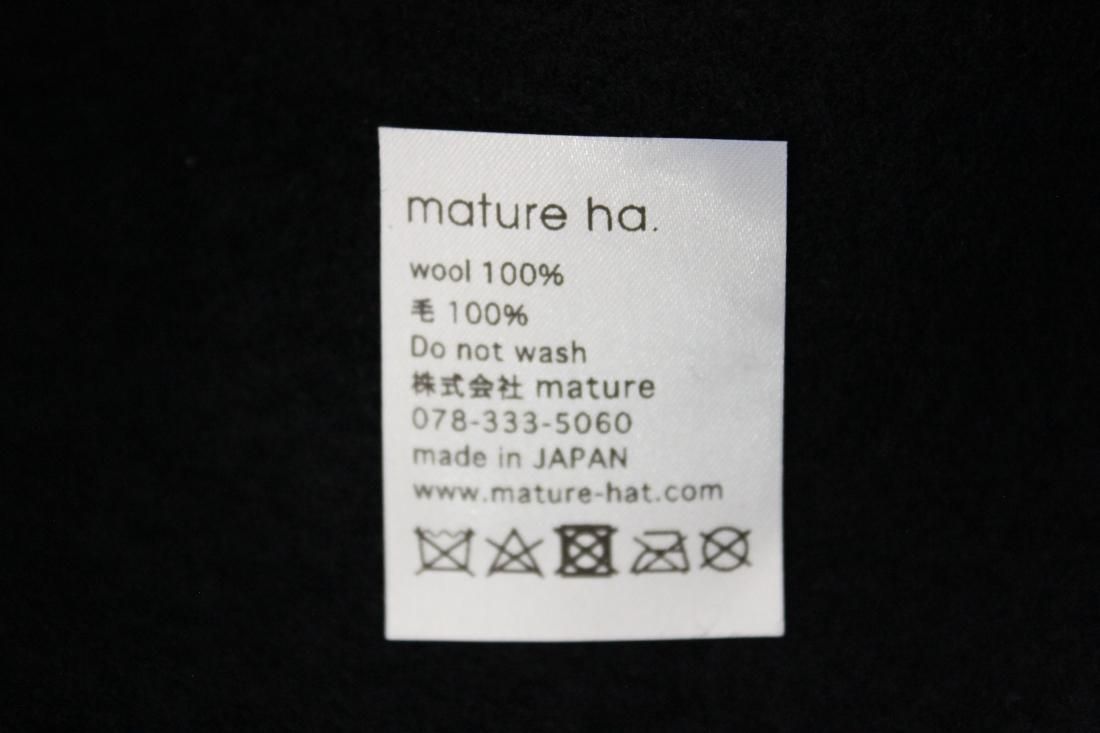 mature ha.
wool 100%
毛 100%
Do not wash
株式会社 mature
078-333-5060
made in JAPAN
www.mature-hat.com